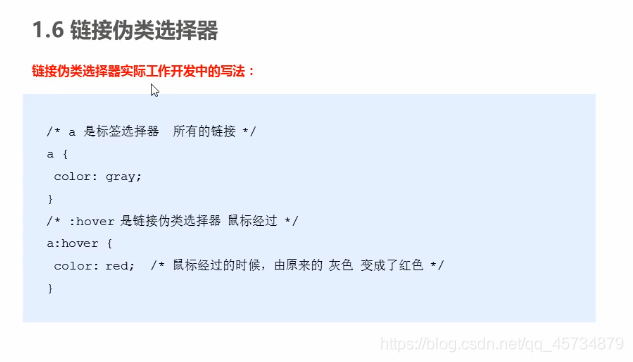 1.6 链接伪类选择器
链接伪类选择器实际工作开发中的写法：
/* a 是标签选择器 所有的链接 */
a {
color: gray;
}
/* :hover 是链接伪类选择器 鼠标经过 */
a:hover {
color: red; /* 鼠标经过的时候，由原来的 灰色 变成了红色 */
}
https://blog.csdn.net/qq_45734879